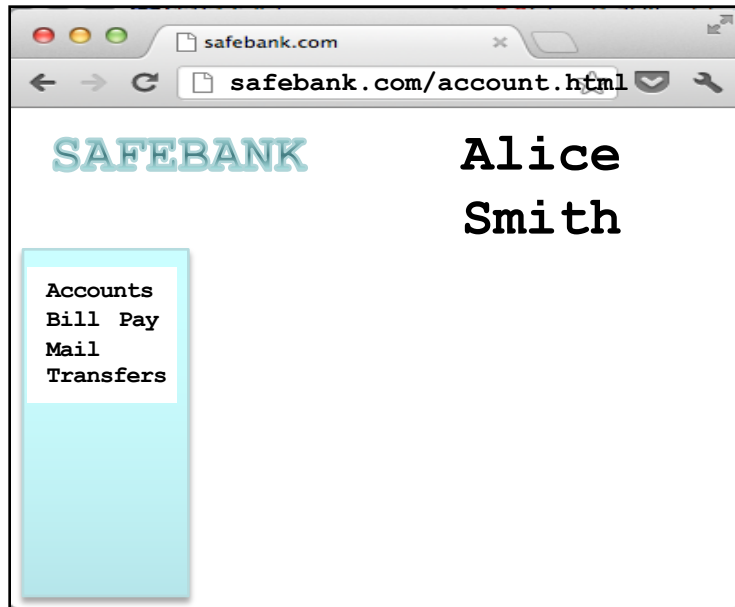 safebank.com
safebank.com/account.html
SAFEBANK
Alice
Smith
Accounts
Bill Pay
Mail
Transfers